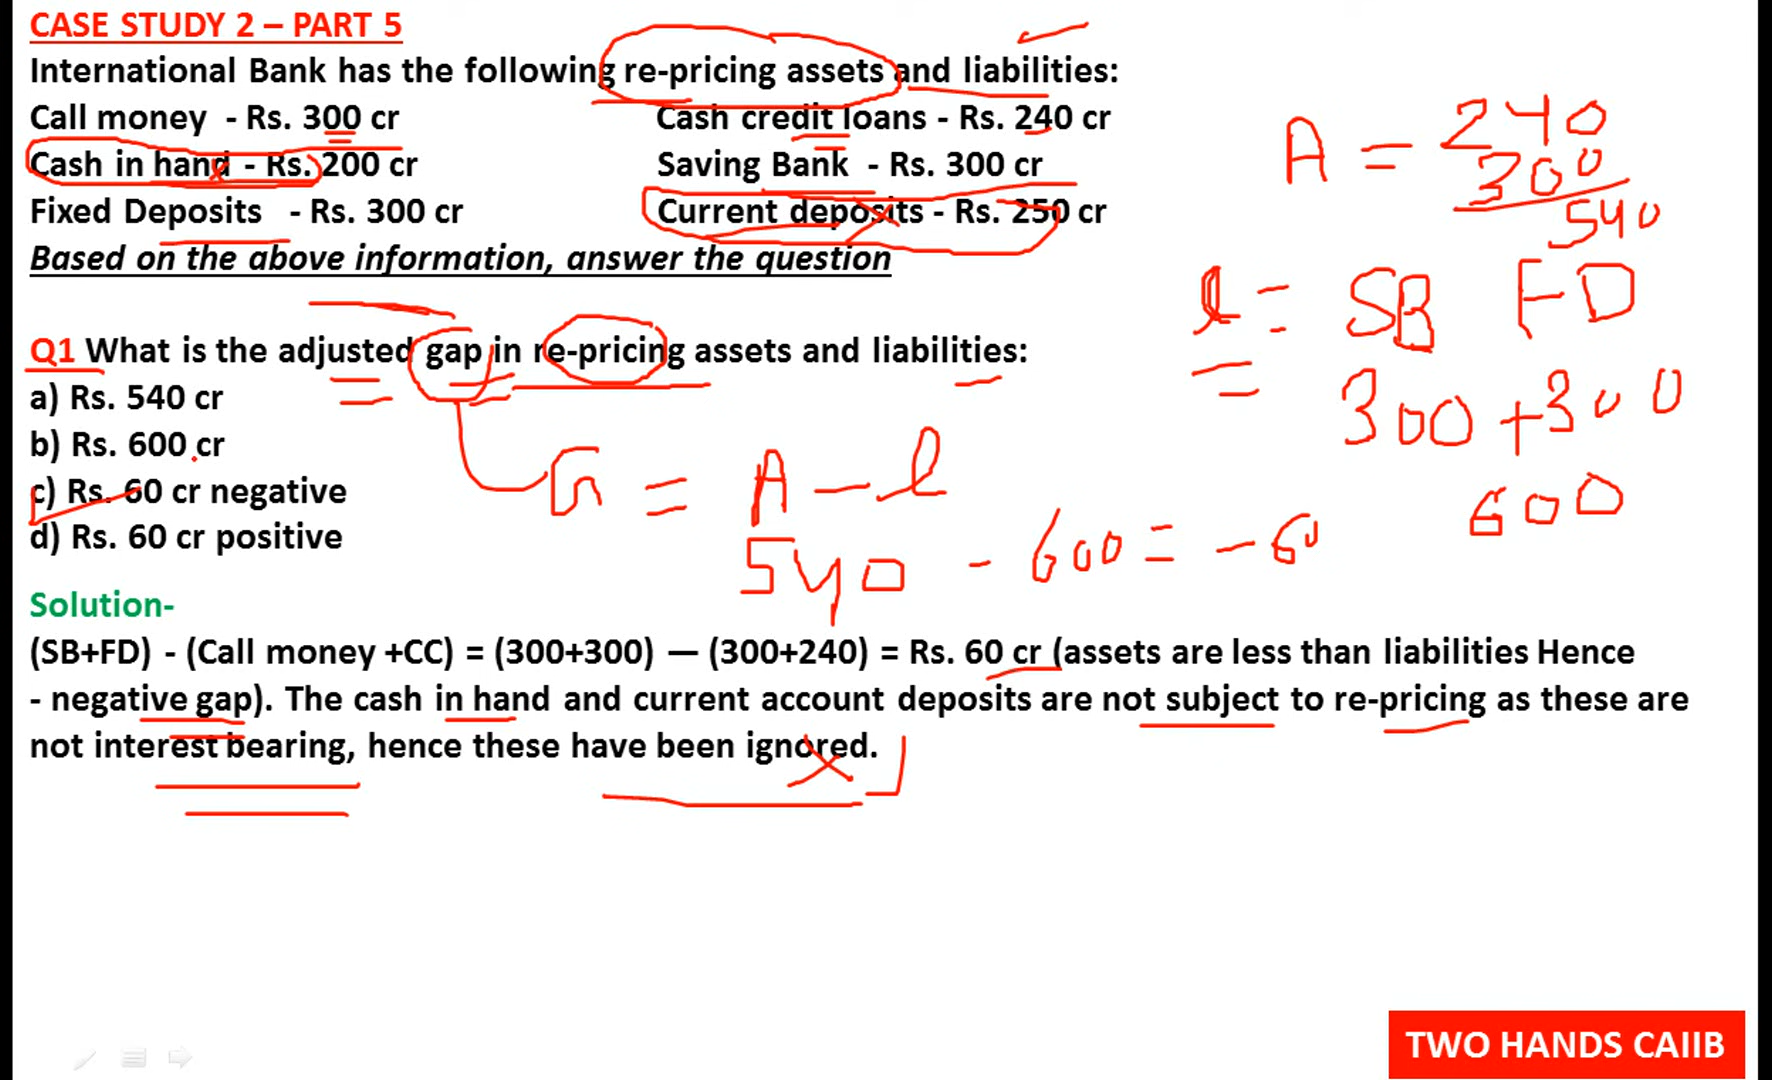 CASE STUDY 2 – PART 5
International Bank has the following re-pricing assets and liabilities:
Call money - Rs. 300 cr Cash credit loans - Rs. 240 cr
Cash in hand - Rs. 200 cr Saving Bank - Rs. 300 cr
Fixed Deposits - Rs. 300 cr Current deposits - Rs. 250 cr
Based on the above information, answer the question
A = 240
300
540
l = SB FD
300 + 300
600
Q1 What is the adjusted gap in re-pricing assets and liabilities:
a) Rs. 540 cr
b) Rs. 600 cr
c) Rs. 60 cr negative
d) Rs. 60 cr positive
G = A - l
540 - 600 = - 60
Solution-
(SB+FD) - (Call money +CC) = (300+300) — (300+240) = Rs. 60 cr (assets are less than liabilities Hence
- negative gap). The cash in hand and current account deposits are not subject to re-pricing as these are
not interest bearing, hence these have been ignored.
TWO HANDS CAIIB